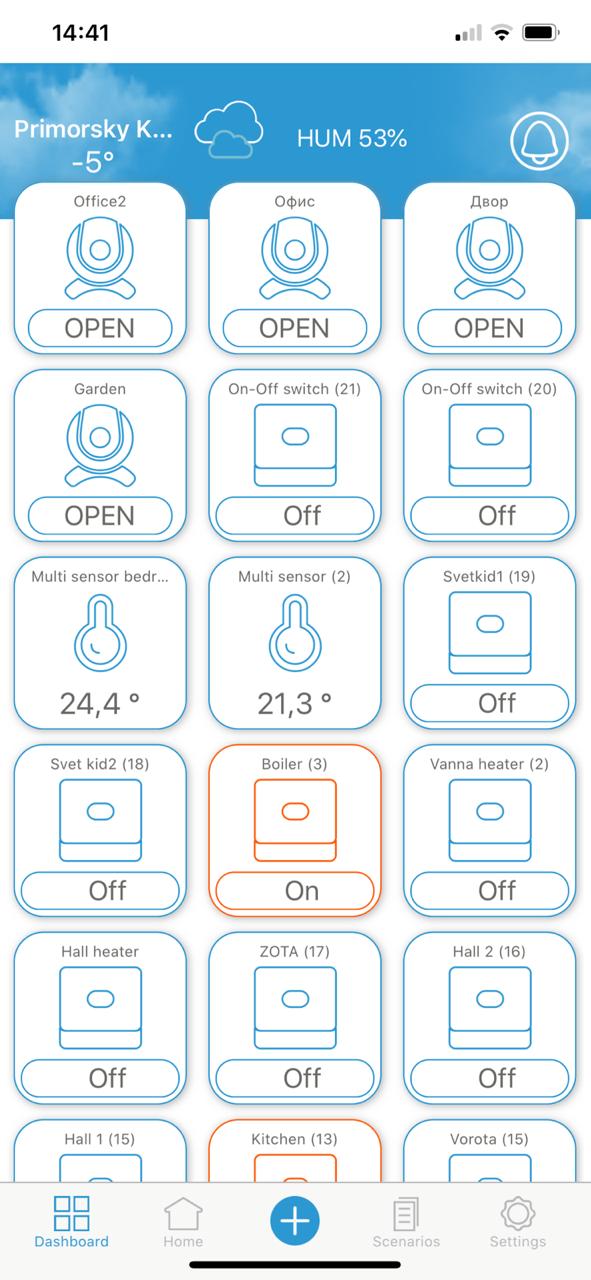 14:41
Primorsky K...
-5°
HUM 53%
Office2
Офис
Двор
OPEN
OPEN
OPEN
Garden
On-Off switch (21)
On-Off switch (20)
OPEN
Off
Off
Multi sensor bedr...
Multi sensor (2)
Svetkid1 (19)
24,4 °
21,3 °
Off
Svet kid2 (18)
Boiler (3)
Vanna heater (2)
Off
On
Off
Hall heater
ZOTA (17)
Hall 2 (16)
Off
Off
Off
Hall 1 (15)
Kitchen (13)
Vorota (15)
Dashboard
Home
Scenarios
Settings